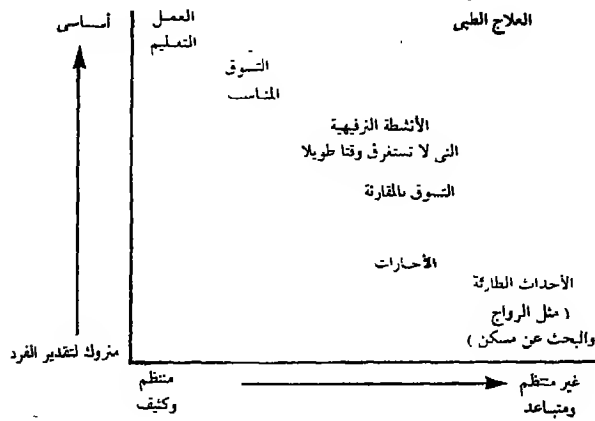 أساسى
العمل
التعليم
العلاج الطبى
التسوق
المناسب
الأنشطة الترفيهية
التى لا تستغرق وقتا طويلا
التسوق بالمقارنة
الأجازات
الأحداث الطارئة
( مثل الزواج
والبحث عن مسكن )
متروك لتقدير الفرد
منتظم
وكثيف
غير منتظم
ومتباعد